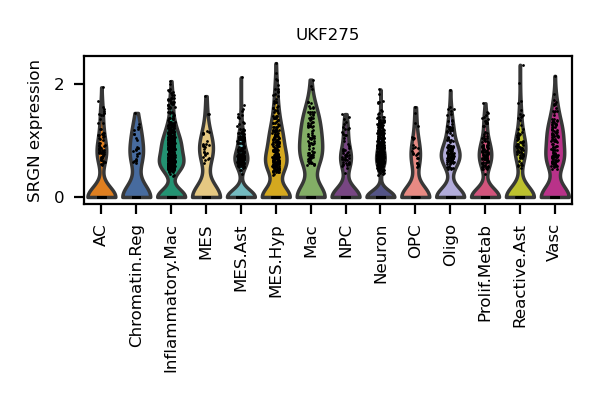 UKF275
SRGN expression
2
0
AC
Chromatin.Reg
Inflammatory.Mac
MES
MES.Ast
MES.Hyp
Mac
NPC
Neuron
OPC
Oligo
Prolif.Metab
Reactive.Ast
Vasc